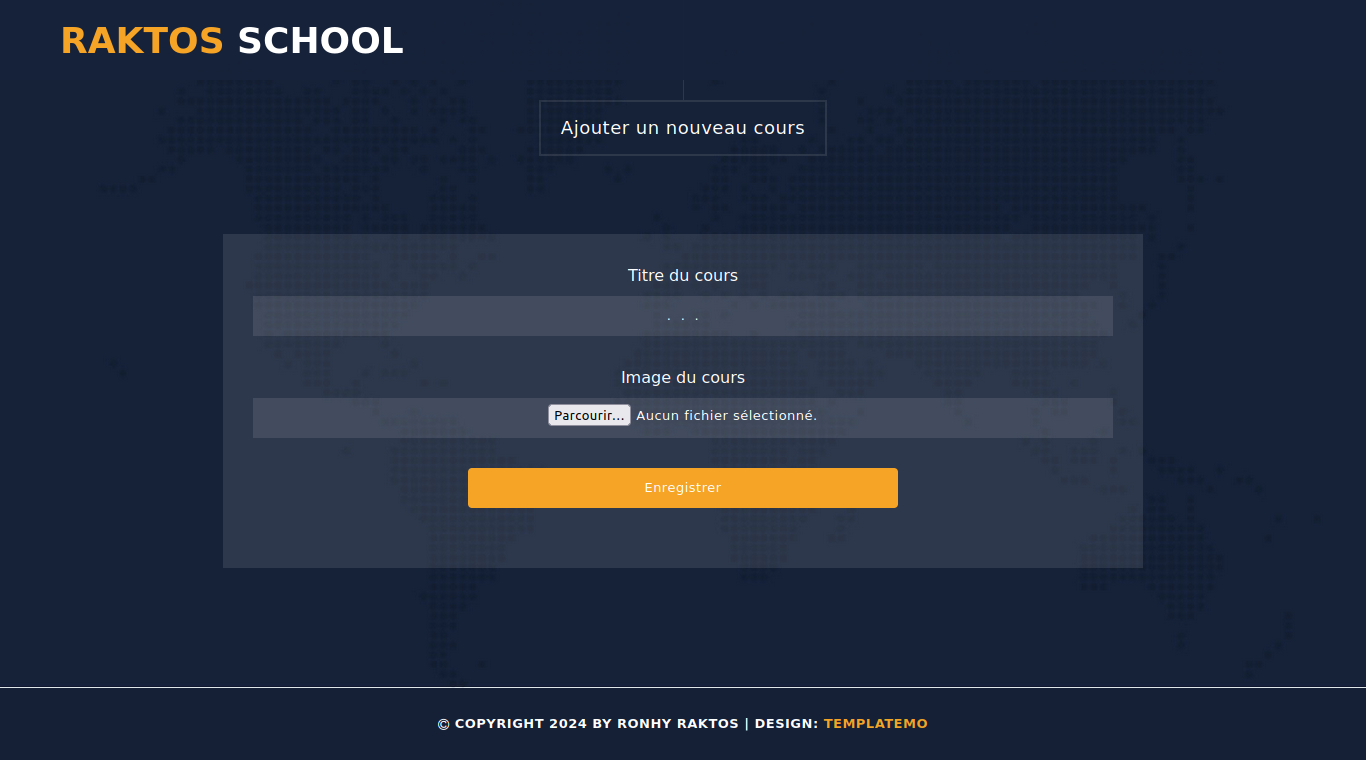 RAKTOS SCHOOL
Ajouter un nouveau cours
Titre du cours
. . .
Image du cours
Parcourir... Aucun fichier sélectionné.
Enregistrer
© COPYRIGHT 2024 BY RONHY RAKTOS | DESIGN: TEMPLATEMO